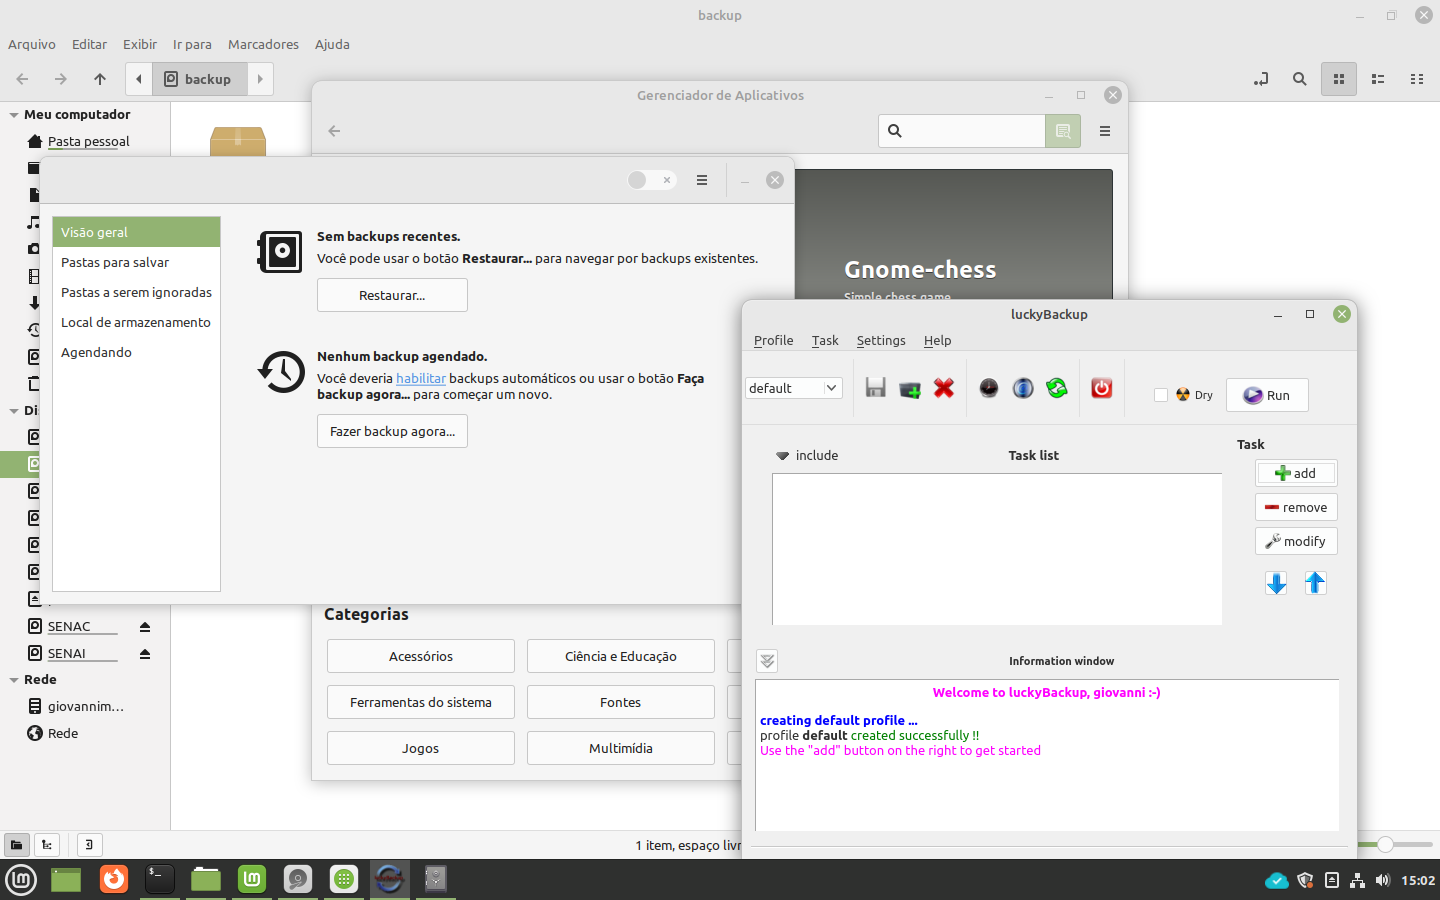 backup
Arquivo Editar Exibir Ir para Marcadores Ajuda
backup
Meu computador
Pasta pessoal
Di
SENAC
SENAI
Rede
giovannim...
Rede
1 item, espaço livr
Gerenciador de Aplicativos
Gnome-chess
Simple chess game
Categorias
Acessórios
Ciência e Educação
Ferramentas do sistema
Fontes
Jogos
Multimídia
Visão geral
Pastas para salvar
Pastas a serem ignoradas
Local de armazenamento
Agendando
Sem backups recentes.
Você pode usar o botão Restaurar... para navegar por backups existentes.
Restaurar...
Nenhum backup agendado.
Você deveria habilitar backups automáticos ou usar o botão Faça
backup agora... para começar um novo.
Fazer backup agora...
luckyBackup
Profile Task Settings Help
default
Dry
Run
include
Task list
Task
add
remove
modify
Information window
Welcome to luckyBackup, giovanni :-)
creating default profile ...
profile default created successfully !!
Use the "add" button on the right to get started
15:02